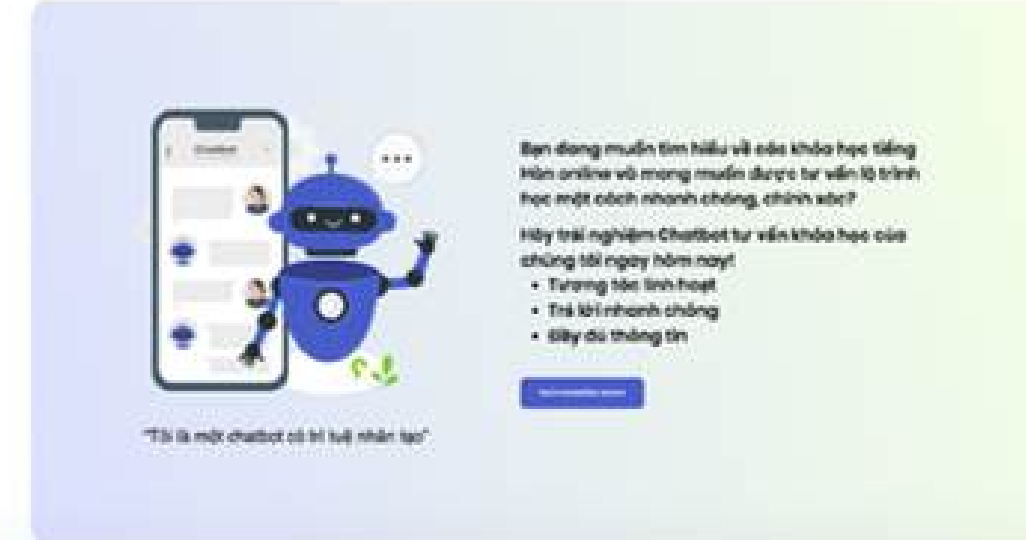 Chatbot
"Tôi là một chatbot có trí tuệ nhân tạo"
Bạn đang muốn tìm hiểu về các khóa học tiếng
Hàn online và mong muốn được tư vấn lộ trình
học một cách nhanh chóng, chính xác?
Hãy trải nghiệm Chatbot tư vấn khóa học của
chúng tôi ngay hôm nay!
• Tương tác linh hoạt
• Trả lời nhanh chóng
• Đầy đủ thông tin